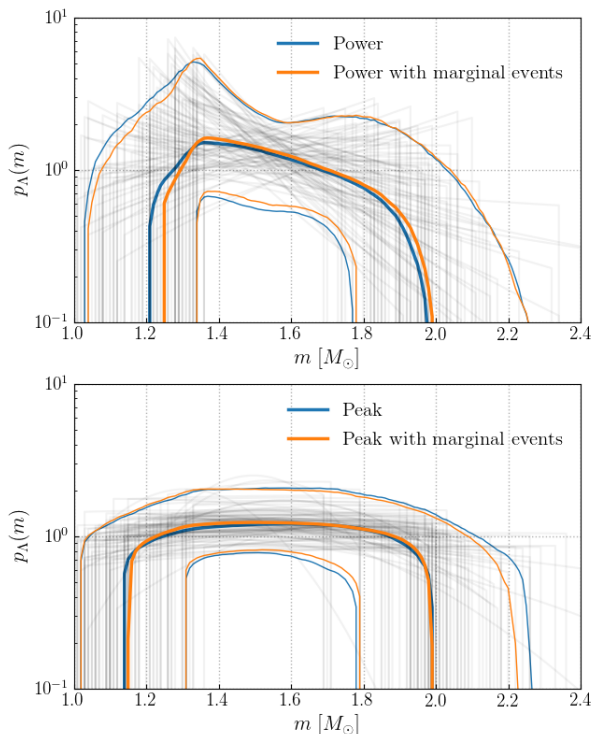 10^1
Power
Power with marginal events
p_Λ(m)
10^0
10^{-1}
1.0 1.2 1.4 1.6 1.8 2.0 2.2 2.4
m [M_⊙]
10^1
Peak
Peak with marginal events
p_Λ(m)
10^0
10^{-1}
1.0 1.2 1.4 1.6 1.8 2.0 2.2 2.4
m [M_⊙]